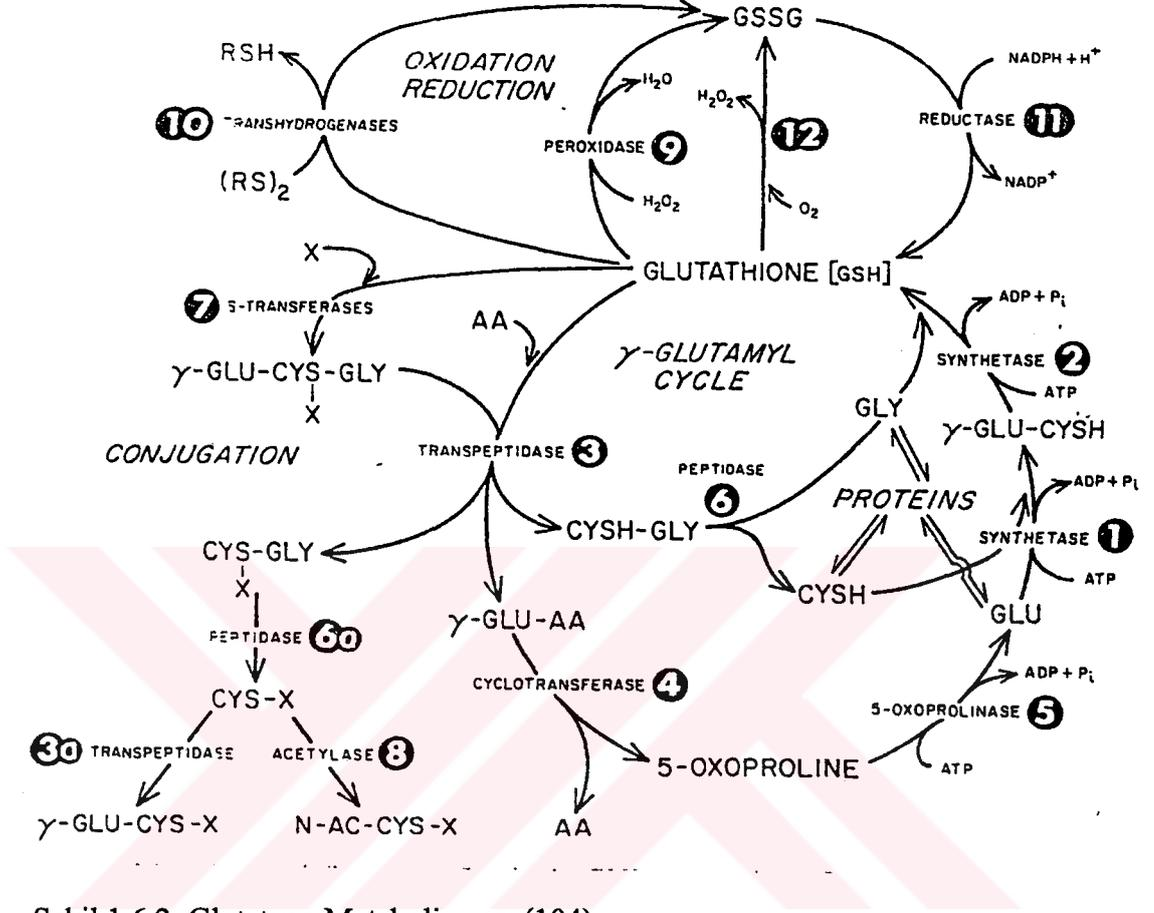 GSSG
RSH
OXIDATION
REDUCTION
NADPH + H+
H2O
H2O2
10 TRANSHYDROGENASES
PEROXIDASE 9
12
REDUCTASE 11
(RS)2
H2O2
O2
NADP+
X
GLUTATHIONE [GSH]
7 S-TRANSFERASES
AA
ADP + Pi
γ-GLU-CYS-GLY
X
γ-GLUTAMYL
CYCLE
SYNTHETASE 2
ATP
GLY
γ-GLU-CYSH
CONJUGATION
TRANSPEPTIDASE 3
PEPTIDASE
6
PROTEINS
ADP + Pi
CYSH-GLY
SYNTHETASE 1
CYS-GLY
X
CYSH
ATP
γ-GLU-AA
GLU
PEPTIDASE 6a
CYCLOTRANSFERASE 4
ADP + Pi
CYS-X
5-OXOPROLINASE 5
3a TRANSPEPTIDASE
ACETYLASE 8
5-OXOPROLINE
ATP
γ-GLU-CYS-X
N-AC-CYS-X
AA